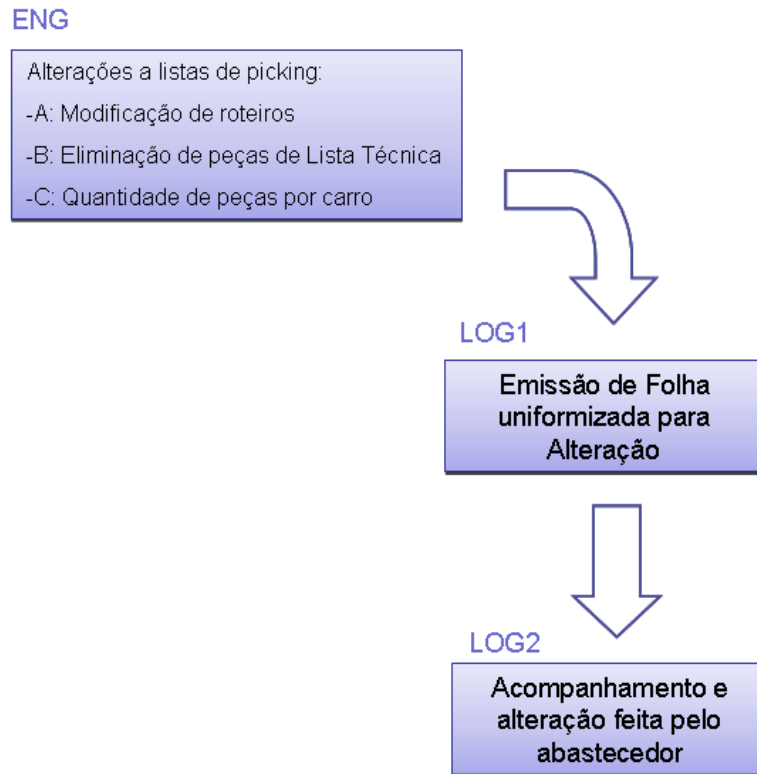 ENG
Alterações a listas de picking:
-A: Modificação de roteiros
-B: Eliminação de peças de Lista Técnica
-C: Quantidade de peças por carro
LOG1
Emissão de Folha
uniformizada para
Alteração
LOG2
Acompanhamento e
alteração feita pelo
abastecedor